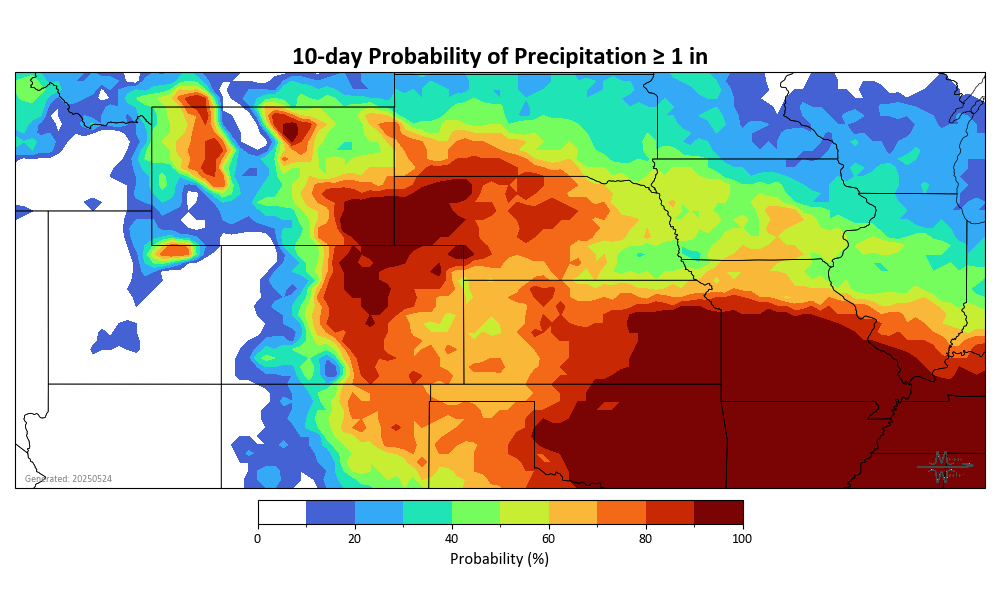 10-day Probability of Precipitation ≥ 1 in
Generated: 20250524
0 20 40 60 80 100
Probability (%)